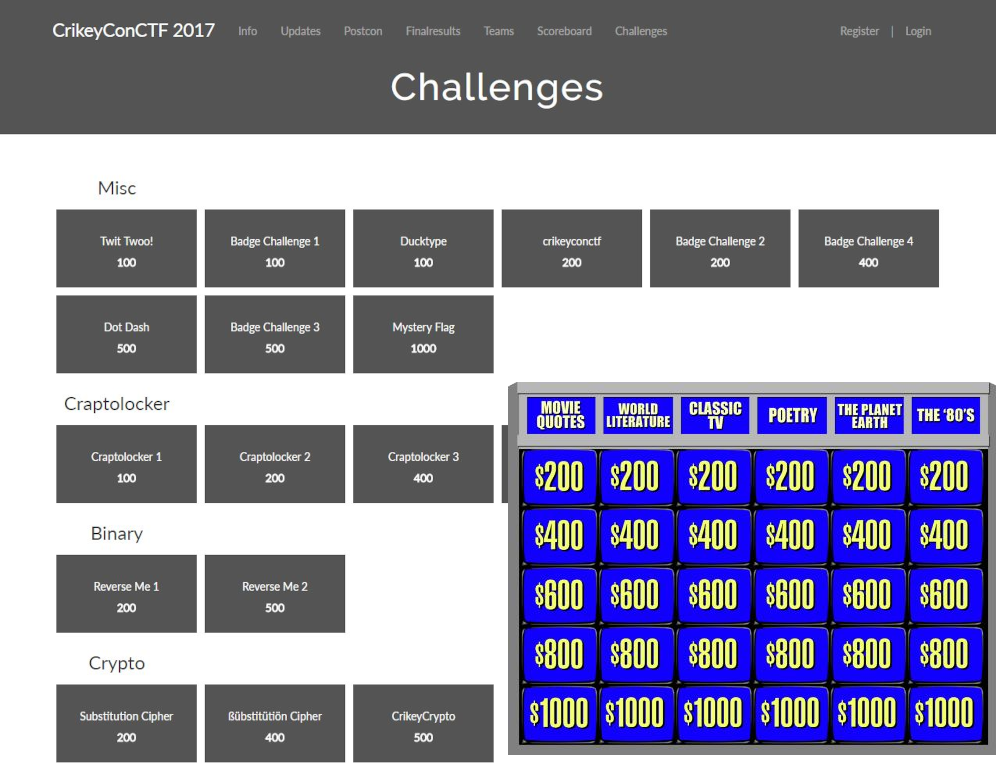 CrikeyConCTF 2017 Info Updates Postcon Finalresults Teams Scoreboard Challenges Register | Login
Challenges
Misc
Twit Twoo! Badge Challenge 1 Ducktype crikeyconctf Badge Challenge 2 Badge Challenge 4
100 100 100 200 200 400
Dot Dash Badge Challenge 3 Mystery Flag
500 500 1000
Craptolocker
Craptolocker 1 Craptolocker 2 Craptolocker 3
100 200 400
Binary
Reverse Me 1 Reverse Me 2
200 500
Crypto
Substitution Cipher ßübstitütiön Cipher CrikeyCrypto
200 400 500
MOVIE QUOTES WORLD LITERATURE CLASSIC TV POETRY THE PLANET EARTH THE '80'S
$200 $200 $200 $200 $200 $200
$400 $400 $400 $400 $400 $400
$600 $600 $600 $600 $600 $600
$800 $800 $800 $800 $800 $800
$1000 $1000 $1000 $1000 $1000 $1000